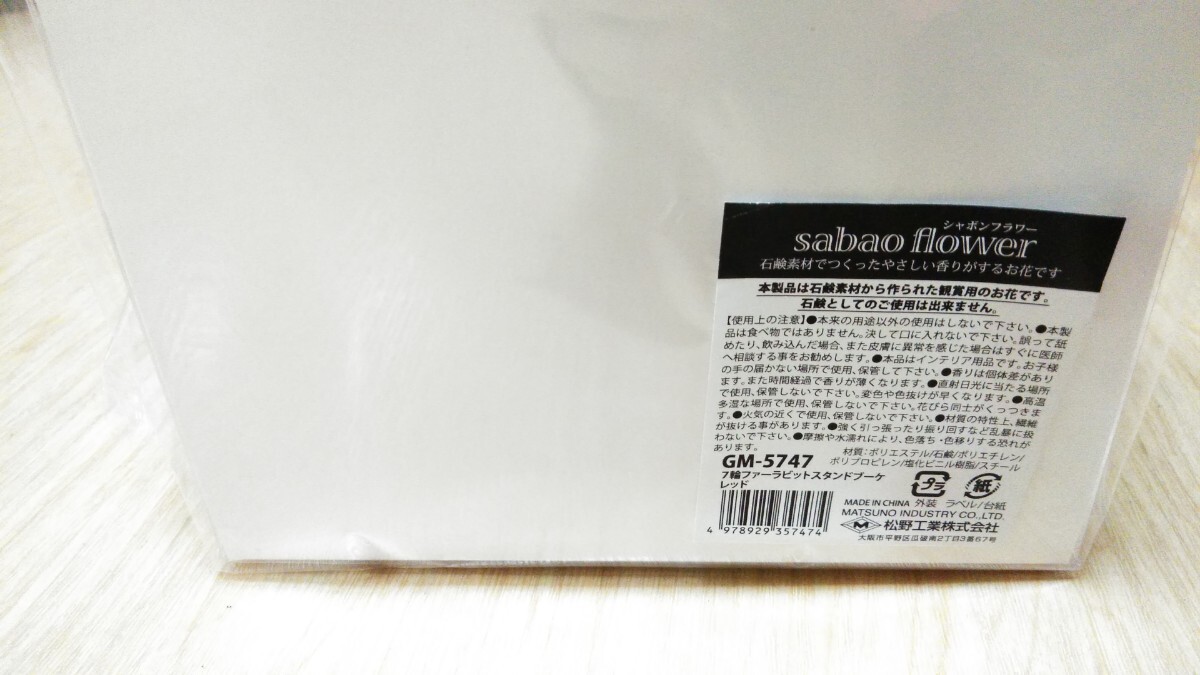 シャボンフラワー
sabao flower
石鹸素材でつくったやさしい香りがするお花です
本製品は石鹸素材から作られた観賞用のお花です。
石鹸としてのご使用は出来ません。
【使用上の注意】●本来の用途以外の使用はしないで下さい。●本製
品は食べ物ではありません。決して口に入れないで下さい。誤って舐
めたり、飲み込んだ場合、また皮膚に異常を感じた場合はすぐに医師
へ相談する事をお勧めします。●本品はインテリア用品です。お子様
の手の届かない場所で使用、保管して下さい。●香りは個体差があり
ます。また時間経過で香りが薄くなります。●直射日光に当たる場所
で使用、保管しないで下さい。変色や色抜けが早くなります。●高温
多湿な場所で使用、保管しないで下さい。花びら同士がくっつきま
す。●火気の近くで使用、保管しないで下さい。●材質の特性上、繊維
が抜ける事があります。●強く引っ張ったり振り回すなど乱暴に扱
わないで下さい。●摩擦や水濡れにより、色落ち・色移りする恐れが
あります。
材質：ポリエステル/石鹸/ポリエチレン/
ポリプロピレン/塩化ビニル樹脂/スチール
GM-5747
7輪ファーラビットスタンドブーケ
レッド
プラ
紙
外装 ラベル/台紙
MADE IN CHINA
MATSUNO INDUSTRY CO.,LTD.
M 松野工業株式会社
大阪市平野区瓜破南2丁目3番67号
4 978929 357474